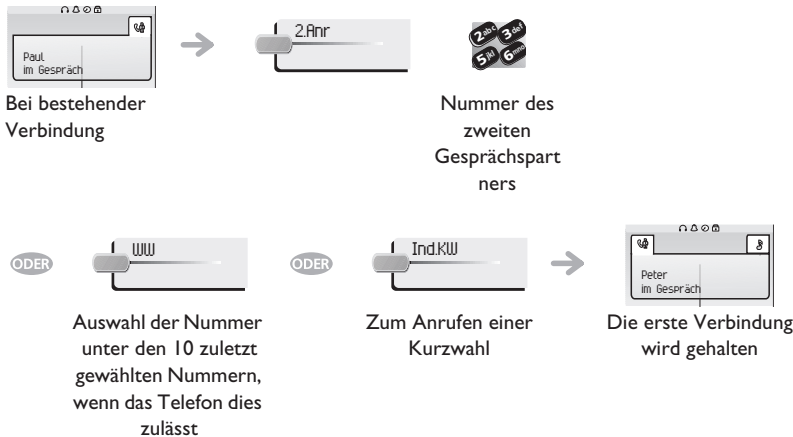 Paul
im Gespräch
2.Anr
2abc 3def
5jkl 6mno
Bei bestehender
Verbindung
Nummer des
zweiten
Gesprächspart
ners
ODER
WW
ODER
Ind.KW
Peter
im Gespräch
Auswahl der Nummer
unter den 10 zuletzt
gewählten Nummern,
wenn das Telefon dies
zulässt
Zum Anrufen einer
Kurzwahl
Die erste Verbindung
wird gehalten